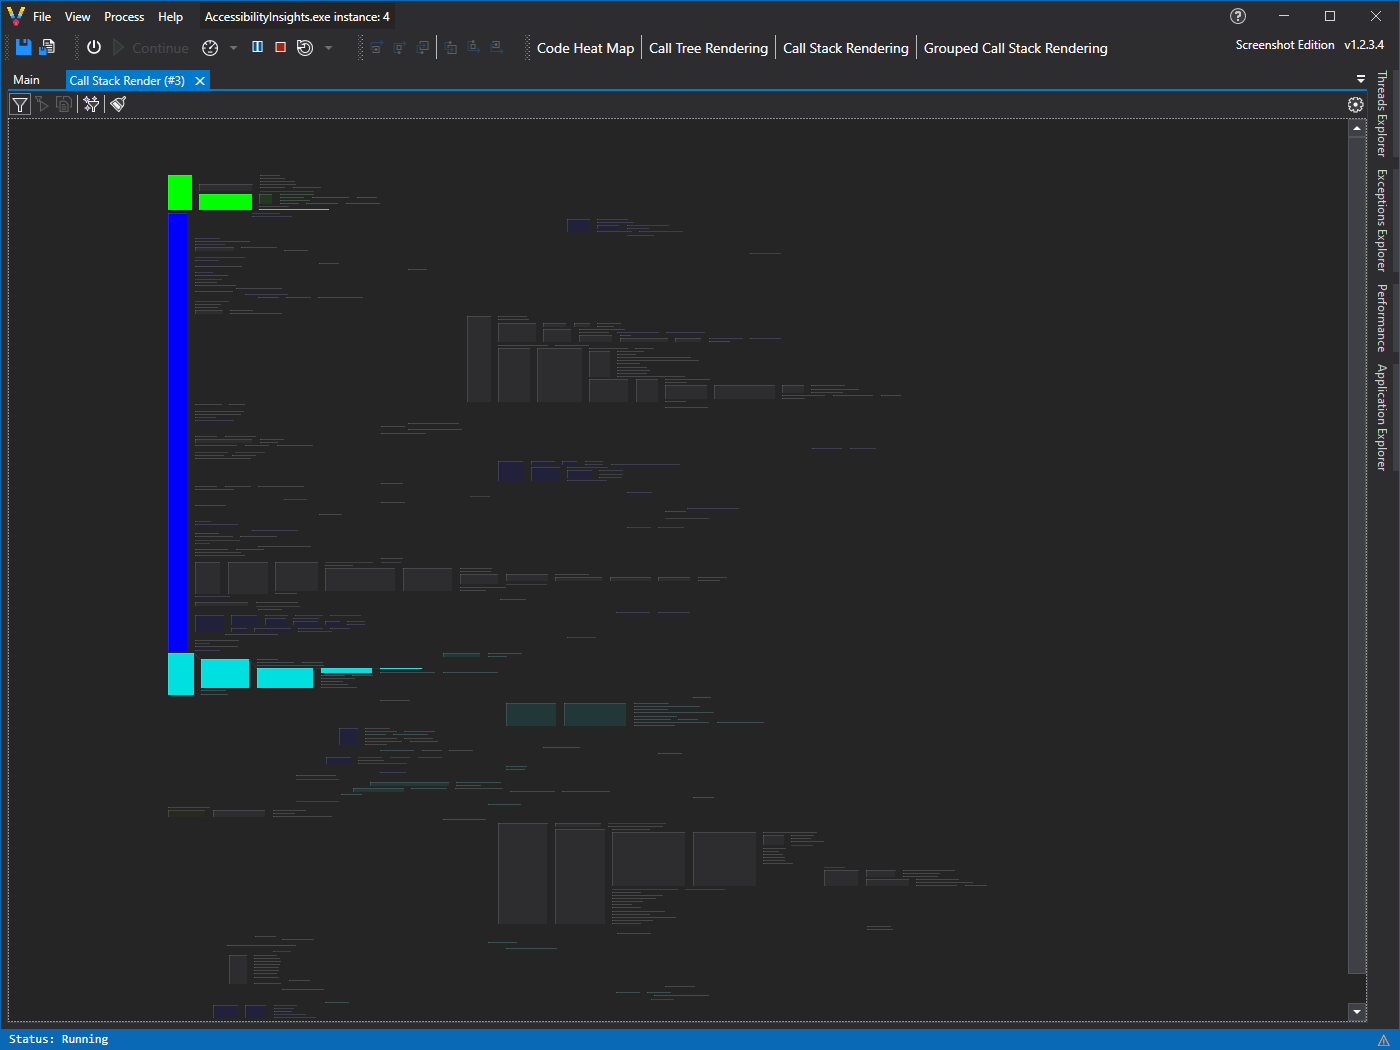 File View Process Help AccessibilityInsights.exe instance: 4
Continue Code Heat Map Call Tree Rendering Call Stack Rendering Grouped Call Stack Rendering Screenshot Edition v1.2.3.4
Main Call Stack Render (#3)
Threads Explorer
Exceptions Explorer
Performance
Application Explorer
Status: Running